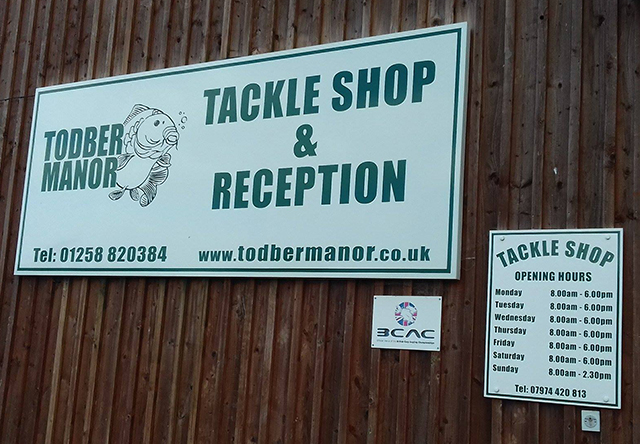 TODBER
MANOR
TACKLE SHOP
&
RECEPTION
Tel: 01258 820384
www.todbermanor.co.uk
BCAC
TACKLE SHOP
OPENING HOURS
Monday 8.00am - 6.00pm
Tuesday 8.00am - 6.00pm
Wednesday 8.00am - 6.00pm
Thursday 8.00am - 6.00pm
Friday 8.00am - 6.00pm
Saturday 8.00am - 6.00pm
Sunday 8.00am - 2.30pm
Tel: 07974 420 813